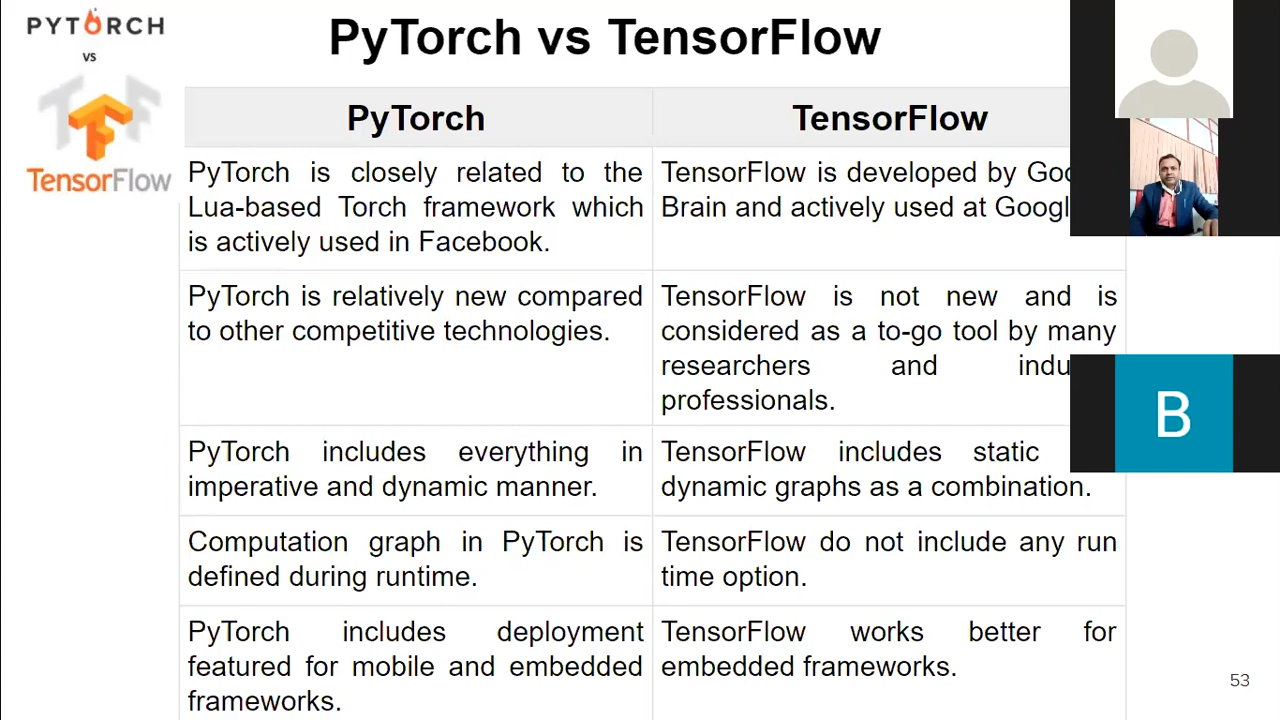 PYTORCH
vs
TensorFlow
PyTorch vs TensorFlow
PyTorch
TensorFlow
PyTorch is closely related to the
Lua-based Torch framework which
is actively used in Facebook.
TensorFlow is developed by
Brain and actively used at
PyTorch is relatively new compared
to other competitive technologies.
TensorFlow is not new and is
considered as a to-go tool by many
researchers and
professionals.
PyTorch includes everything in
imperative and dynamic manner.
TensorFlow includes static
dynamic graphs as a combination.
Computation graph in PyTorch is
defined during runtime.
TensorFlow do not include any run
time option.
PyTorch includes deployment
featured for mobile and embedded
frameworks.
TensorFlow works better for
embedded frameworks.
B
53